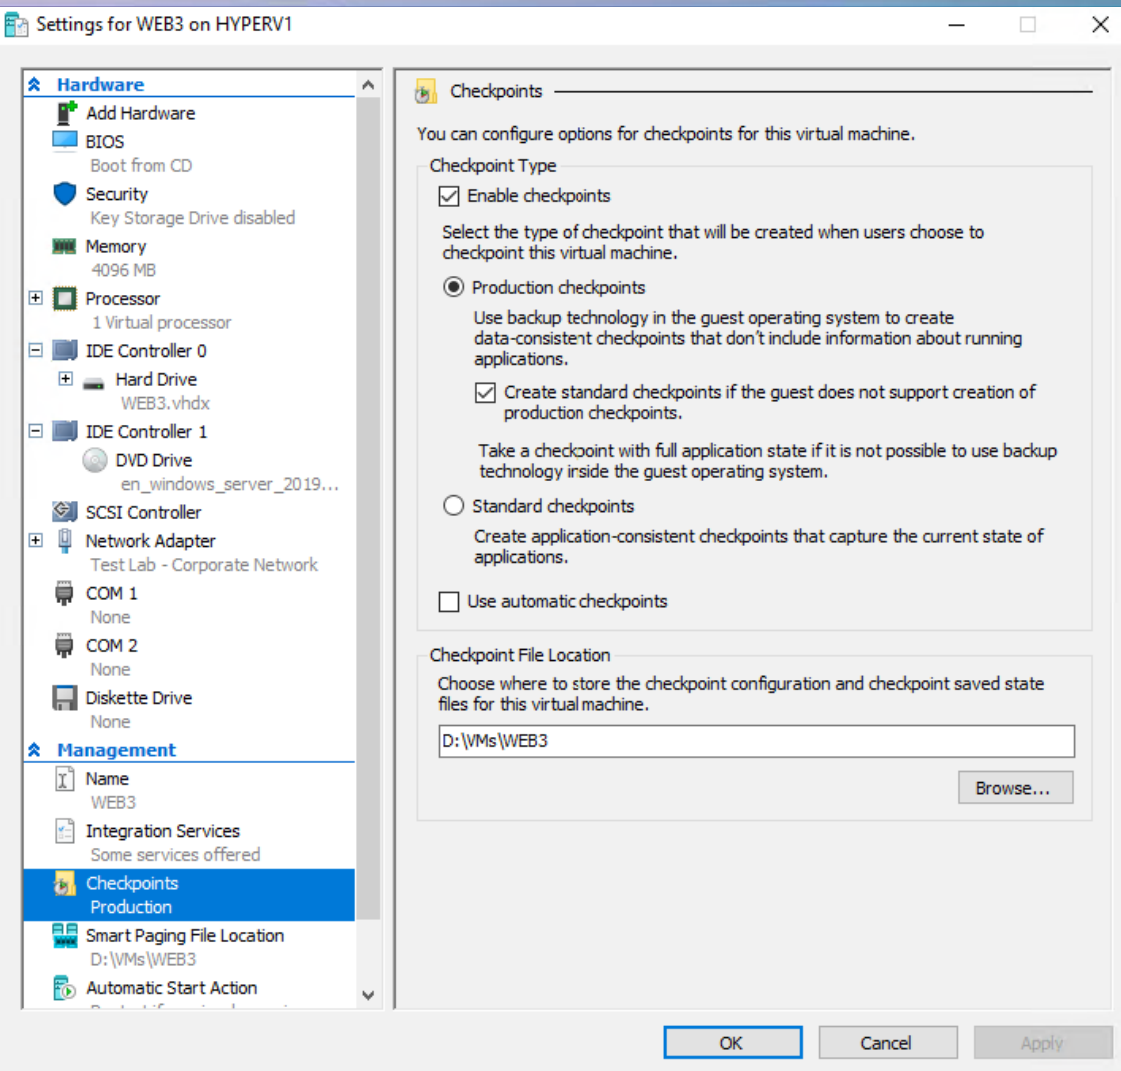 Settings for WEB3 on HYPERV1
Hardware
Add Hardware
BIOS
Boot from CD
Security
Key Storage Drive disabled
Memory
4096 MB
Processor
1 Virtual processor
IDE Controller 0
Hard Drive
WEB3.vhdx
IDE Controller 1
DVD Drive
en_windows_server_2019...
SCSI Controller
Network Adapter
Test Lab - Corporate Network
COM 1
None
COM 2
None
Diskette Drive
None
Management
Name
WEB3
Integration Services
Some services offered
Checkpoints
Production
Smart Paging File Location
D:\VMs\WEB3
Automatic Start Action
Checkpoints
You can configure options for checkpoints for this virtual machine.
Checkpoint Type
Enable checkpoints
Select the type of checkpoint that will be created when users choose to
checkpoint this virtual machine.
Production checkpoints
Use backup technology in the guest operating system to create
data-consistent checkpoints that don't include information about running
applications.
Create standard checkpoints if the guest does not support creation of
production checkpoints.
Take a checkpoint with full application state if it is not possible to use backup
technology inside the guest operating system.
Standard checkpoints
Create application-consistent checkpoints that capture the current state of
applications.
Use automatic checkpoints
Checkpoint File Location
Choose where to store the checkpoint configuration and checkpoint saved state
files for this virtual machine.
D:\VMs\WEB3
Browse...
OK
Cancel
Apply